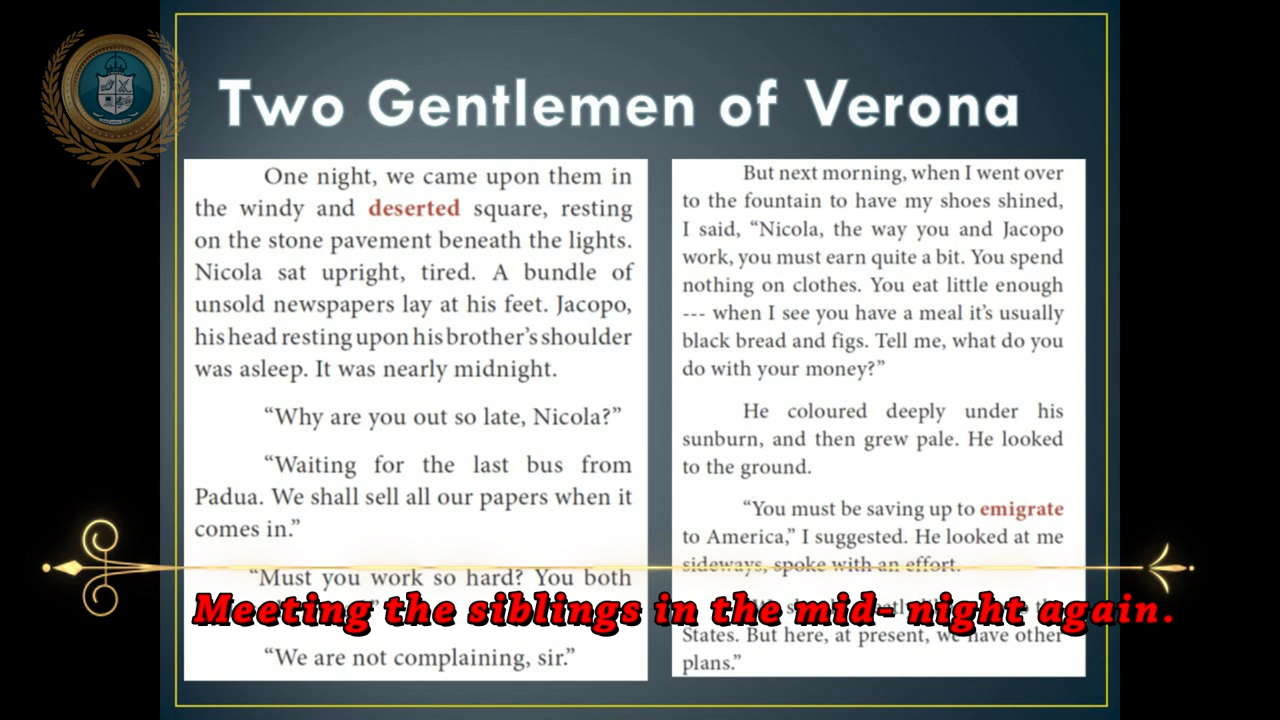 Two Gentlemen of Verona
One night, we came upon them in
the windy and deserted square, resting
on the stone pavement beneath the lights.
Nicola sat upright, tired. A bundle of
unsold newspapers lay at his feet. Jacopo,
his head resting upon his brother's shoulder
was asleep. It was nearly midnight.
“Why are you out so late, Nicola?”
“Waiting for the last bus from
Padua. We shall sell all our papers when it
comes in.”
“Must you work so hard? You both
“We are not complaining, sir.”
But next morning, when I went over
to the fountain to have my shoes shined,
I said, “Nicola, the way you and Jacopo
work, you must earn quite a bit. You spend
nothing on clothes. You eat little enough
--- when I see you have a meal it's usually
black bread and figs. Tell me, what do you
do with your money?”
He coloured deeply under his
sunburn, and then grew pale. He looked
to the ground.
“You must be saving up to emigrate
to America,” I suggested. He looked at me
sideways, spoke with an effort.
States. But here, at present, we have other
plans.”
Meeting the siblings in the mid- night again.